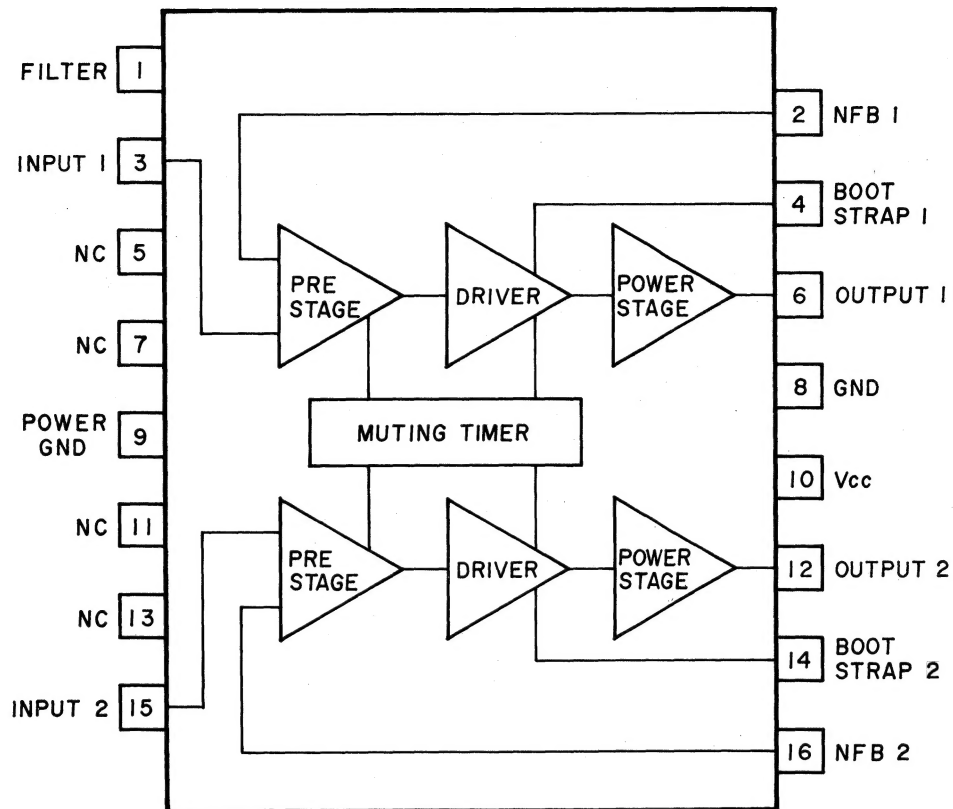 FILTER 1
2 NFB 1
INPUT 1 3
4 BOOT
STRAP 1
NC 5
PRE
STAGE
DRIVER
POWER
STAGE
6 OUTPUT 1
NC 7
8 GND
POWER
GND 9
MUTING TIMER
10 Vcc
NC 11
PRE
STAGE
DRIVER
POWER
STAGE
12 OUTPUT 2
NC 13
14 BOOT
STRAP 2
INPUT 2 15
16 NFB 2